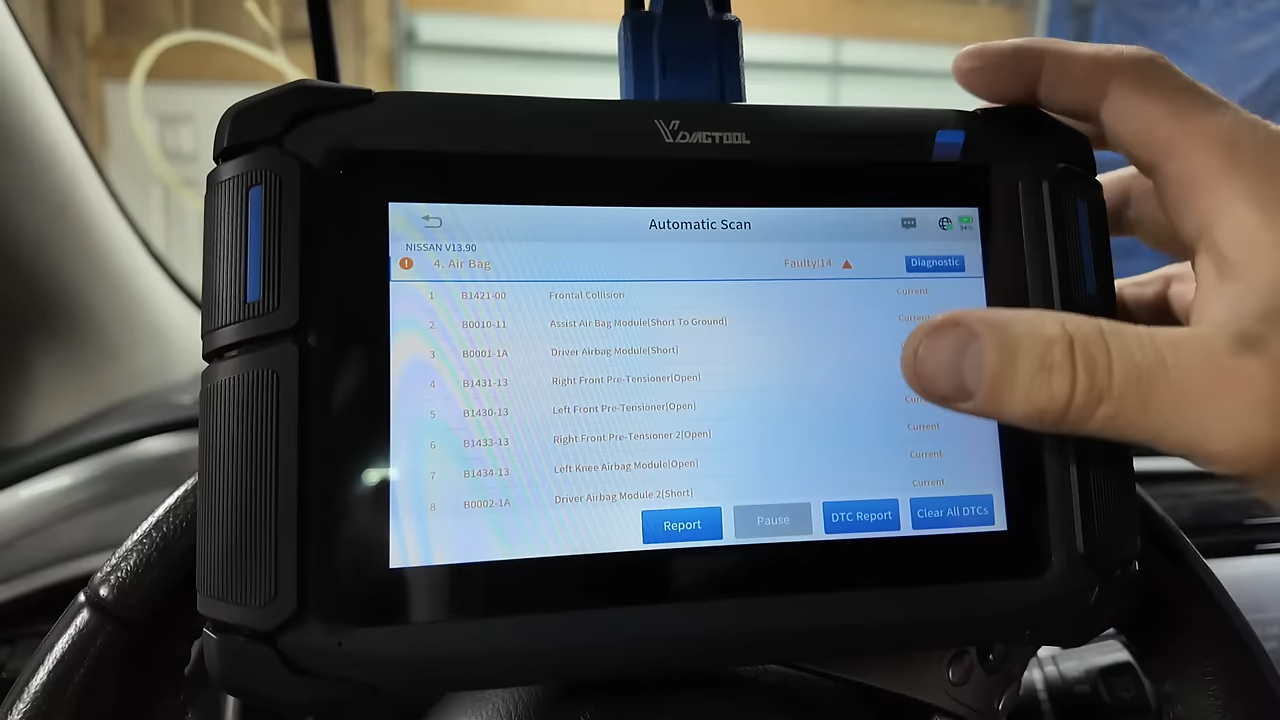 VDIAGTOOL
Automatic Scan
NISSAN V13.90
4. Air Bag Faulty|14 Diagnostic
1 B1421-00 Frontal Collision Current
2 B0010-11 Assist Air Bag Module(Short To Ground) Current
3 B0001-1A Driver Airbag Module(Short)
4 B1431-13 Right Front Pre-Tensioner(Open)
5 B1430-13 Left Front Pre-Tensioner(Open)
6 B1433-13 Right Front Pre-Tensioner 2(Open) Current
7 B1434-13 Left Knee Airbag Module(Open) Current
8 B0002-1A Driver Airbag Module 2(Short) Current
Report Pause DTC Report Clear All DTCs